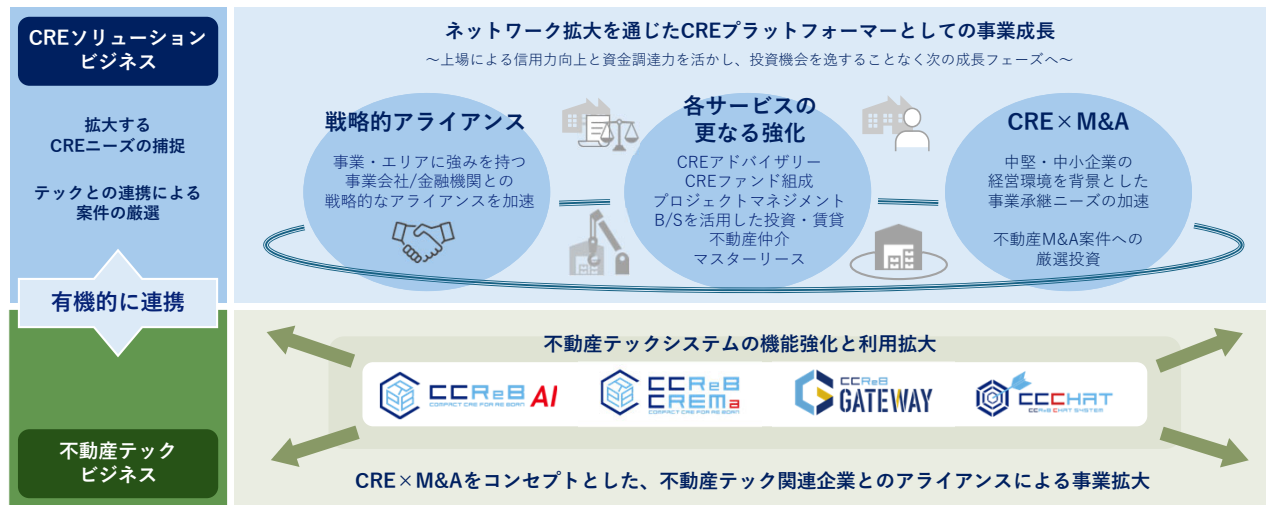 CREソリューション
ビジネス
拡大する
CREニーズの捕捉
テックとの連携による
案件の厳選
有機的に連携
不動産テック
ビジネス
ネットワーク拡大を通じたCREプラットフォーマーとしての事業成長
～上場による信用力向上と資金調達力を活かし、投資機会を逸することなく次の成長フェーズへ～
戦略的アライアンス
事業・エリアに強みを持つ
事業会社/金融機関との
戦略的なアライアンスを加速
各サービスの
更なる強化
CREアドバイザリー
CREファンド組成
プロジェクトマネジメント
B/Sを活用した投資・賃貸
不動産仲介
マスターリース
CRE×M&A
中堅・中小企業の
経営環境を背景とした
事業承継ニーズの加速
不動産M&A案件への
厳選投資
不動産テックシステムの機能強化と利用拡大
CCReB AI
COMPACT CRE FOR RE BORN
CCReB
CREMa
COMPACT CRE FOR RE BORN
CCReB
GATEWAY
CCCHAT
CCReB CHAT SYSTEM
CRE×M&Aをコンセプトとした、不動産テック関連企業とのアライアンスによる事業拡大